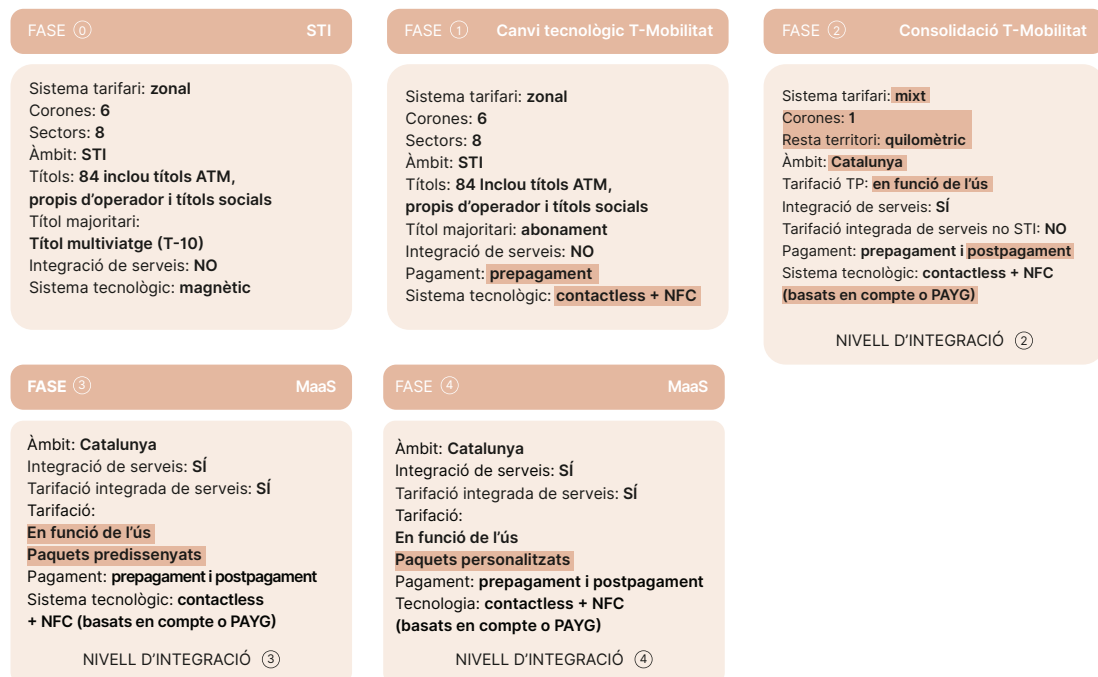 FASE 0 STI
Sistema tarifari: zonal
Corones: 6
Sectors: 8
Àmbit: STI
Títols: 84 inclou títols ATM,
propis d'operador i títols socials
Títol majoritari:
Títol multiviatge (T-10)
Integració de serveis: NO
Sistema tecnològic: magnètic
FASE 1 Canvi tecnològic T-Mobilitat
Sistema tarifari: zonal
Corones: 6
Sectors: 8
Àmbit: STI
Títols: 84 Inclou títols ATM,
propis d'operador i títols socials
Títol majoritari: abonament
Integració de serveis: NO
Pagament: prepagament
Sistema tecnològic: contactless + NFC
FASE 2 Consolidació T-Mobilitat
Sistema tarifari: mixt
Corones: 1
Resta territori: quilomètric
Àmbit: Catalunya
Tarifació TP: en funció de l'ús
Integració de serveis: SÍ
Tarifació integrada de serveis no STI: NO
Pagament: prepagament i postpagament
Sistema tecnològic: contactless + NFC
(basats en compte o PAYG)
NIVELL D'INTEGRACIÓ 2
FASE 3 MaaS
Àmbit: Catalunya
Integració de serveis: SÍ
Tarifació integrada de serveis: SÍ
Tarifació:
En funció de l'ús
Paquets predissenyats
Pagament: prepagament i postpagament
Sistema tecnològic: contactless
+ NFC (basats en compte o PAYG)
NIVELL D'INTEGRACIÓ 3
FASE 4 MaaS
Àmbit: Catalunya
Integració de serveis: SÍ
Tarifació integrada de serveis: SÍ
Tarifació:
En funció de l'ús
Paquets personalitzats
Pagament: prepagament i postpagament
Tecnologia: contactless + NFC
(basats en compte o PAYG)
NIVELL D'INTEGRACIÓ 4